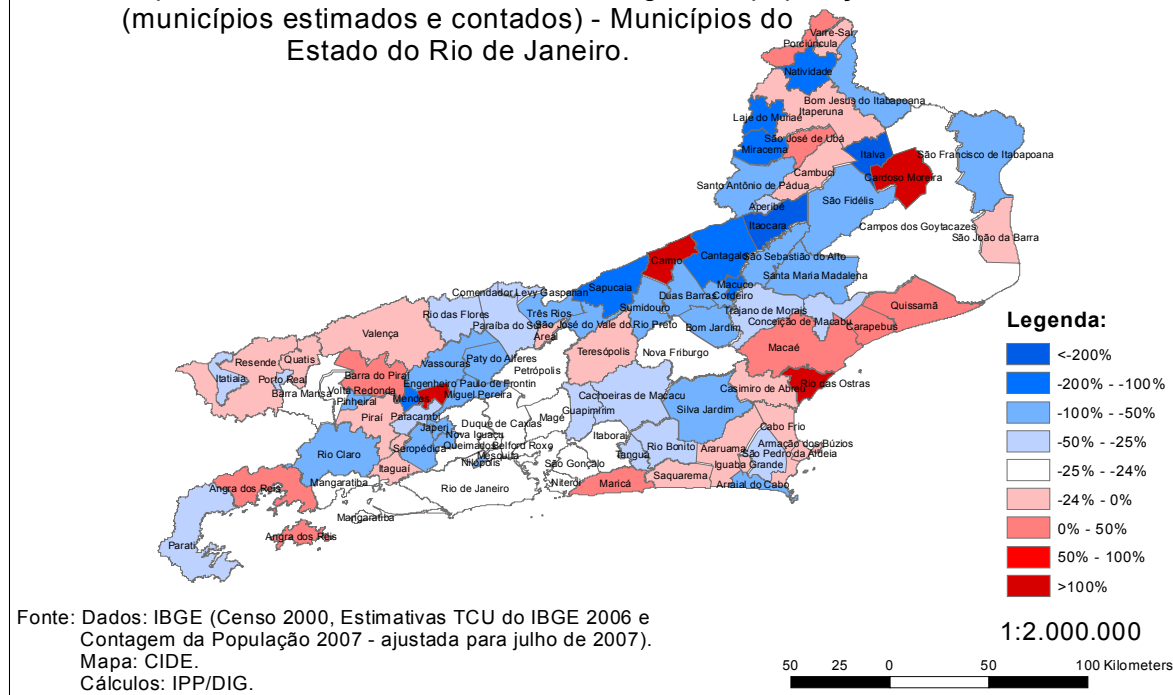 (municípios estimados e contados) - Municípios do
Estado do Rio de Janeiro.
Varre-Sai
Porciúncula
Natividade
Bom Jesus do Itabapoana
Itaperuna
Laje do Muriaé
São José de Ubá
Miracema
Italva
São Francisco de Itabapoana
Cambuci
Cardoso Moreira
Santo Antônio de Pádua
São Fidélis
Aperibé
Itaocara
Campos dos Goytacazes
São João da Barra
Carmo
Cantagalo
São Sebastião do Alto
Santa Maria Madalena
Macuco
Cordeiro
Sapucaia
Duas Barras
Sumidouro
Comendador Levy Gasparian
Três Rios
Rio das Flores
Paraíba do Sul
São José do Vale do Rio Preto
Areal
Trajano de Morais
Conceição de Macabu
Quissamã
Carapebus
Bom Jardim
Valença
Macaé
Teresópolis
Nova Friburgo
Paty do Alferes
Vassouras
Petrópolis
Resende
Quatis
Itatiaia
Porto Real
Barra Mansa
Barra do Piraí
Volta Redonda
Pinheiral
Engenheiro Paulo de Frontin
Mendes
Miguel Pereira
Piraí
Paracambi
Japeri
Casimiro de Abreu
Rio das Ostras
Cachoeiras de Macacu
Guapimirim
Silva Jardim
Magé
Duque de Caxias
Nova Iguaçu
Queimados
Belford Roxo
Mesquita
Nilópolis
Seropédica
Itaguaí
Cabo Frio
Armação dos Búzios
São Pedro da Aldeia
Araruama
Iguaba Grande
Itaboraí
Rio Bonito
Tanguá
São Gonçalo
Niterói
Maricá
Saquarema
Arraial do Cabo
Rio Claro
Mangaratiba
Rio de Janeiro
Angra dos Reis
Mangaratiba
Angra dos Reis
Parati
Legenda:
<-200%
-200% - -100%
-100% - -50%
-50% - -25%
-25% - -24%
-24% - 0%
0% - 50%
50% - 100%
>100%
1:2.000.000
50 25 0 50 100 Kilometers
Fonte: Dados: IBGE (Censo 2000, Estimativas TCU do IBGE 2006 e
Contagem da População 2007 - ajustada para julho de 2007).
Mapa: CIDE.
Cálculos: IPP/DIG.